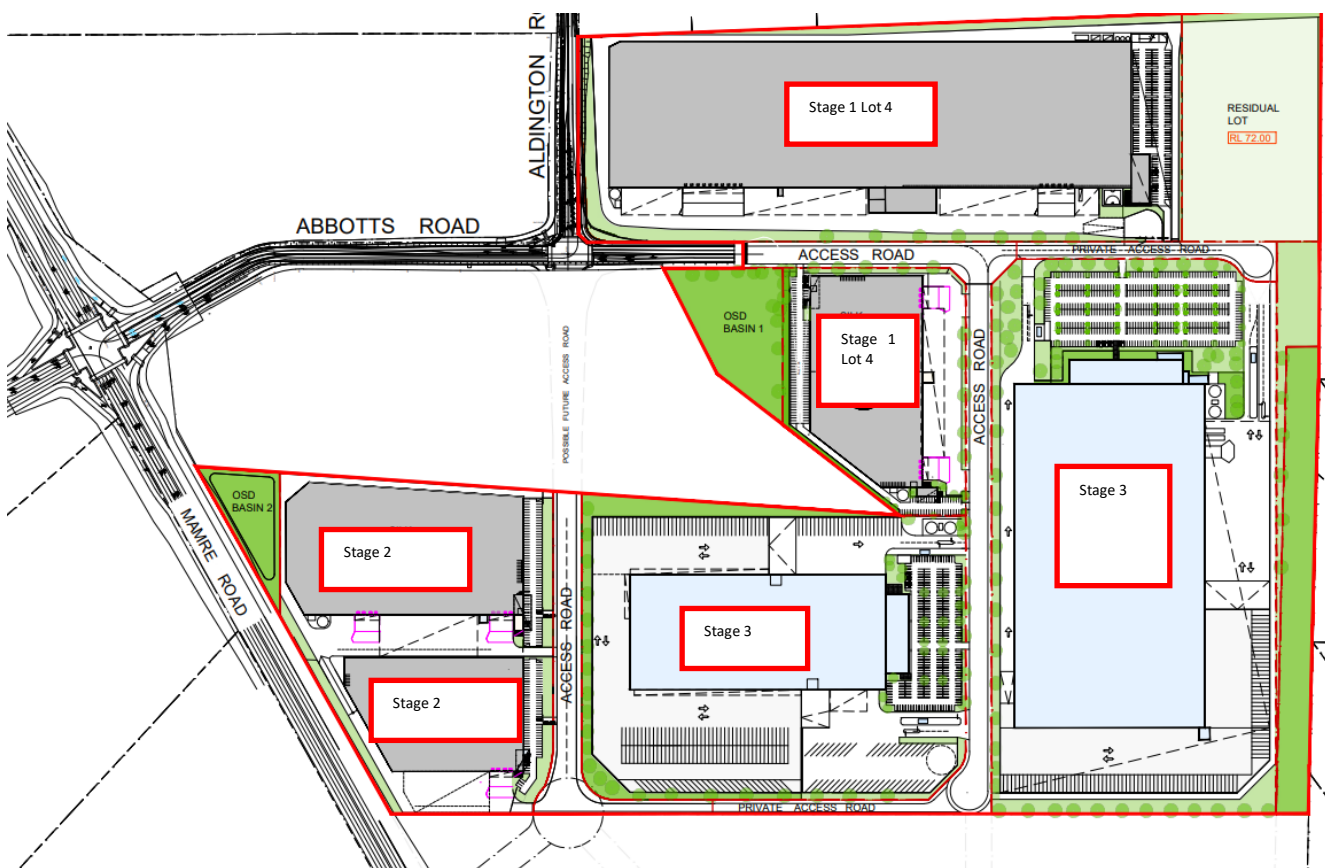 ALDINGTON R
Stage 1 Lot 4
RESIDUAL
LOT
RL 72.00
ABBOTTS ROAD
ACCESS ROAD
PRIVATE ACCESS ROAD
OSD
BASIN 1
Stage 1
Lot 4
ACCESS ROAD
POSSIBLE FUTURE ACCESS ROAD
OSD
BASIN 2
MAMRE ROAD
Stage 2
Stage 3
Stage 3
Stage 2
ACCESS ROAD
PRIVATE ACCESS ROAD